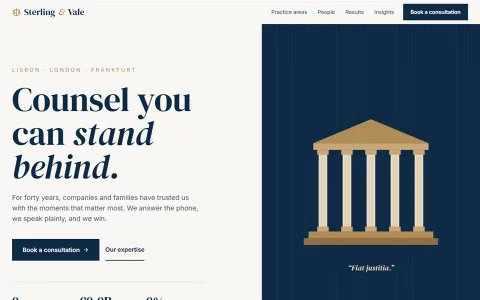 Sterling & Vale
Practice areas People Results Insights Book a consultation
LISBON · LONDON · FRANKFURT
Counsel you
can stand
behind.
For forty years, companies and families have trusted us
with the moments that matter most. We answer the phone,
we speak plainly, and we win.
Book a consultation → Our expertise
“Fiat justitia.”